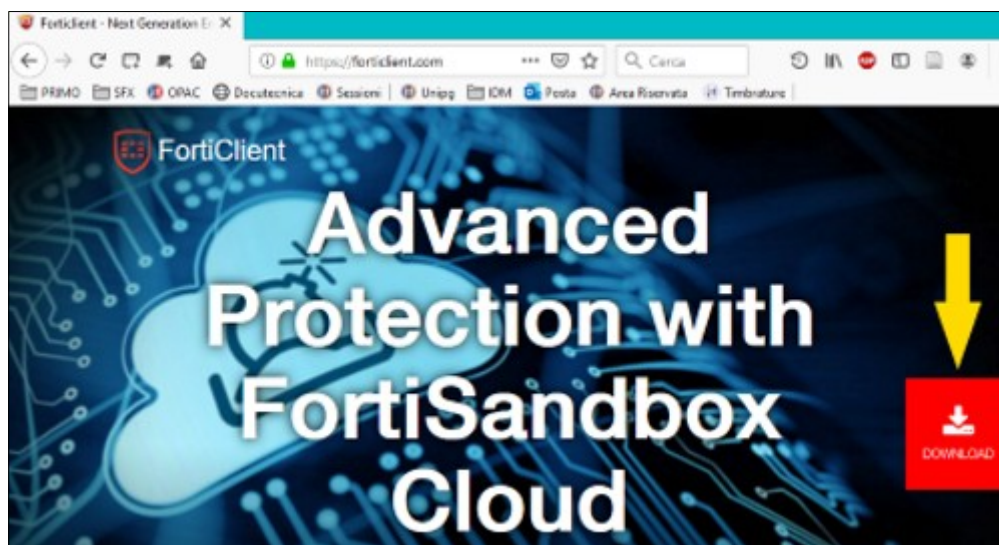 Forticlient - Next Generation E
https://forticlient.com
Cerca
PRIMO SFX OPAC Docutecnica Sessioni Unipg IDM Posta Area Riservata Timbrature
FortiClient
Advanced
Protection with
FortiSandbox
Cloud
DOWNLOAD